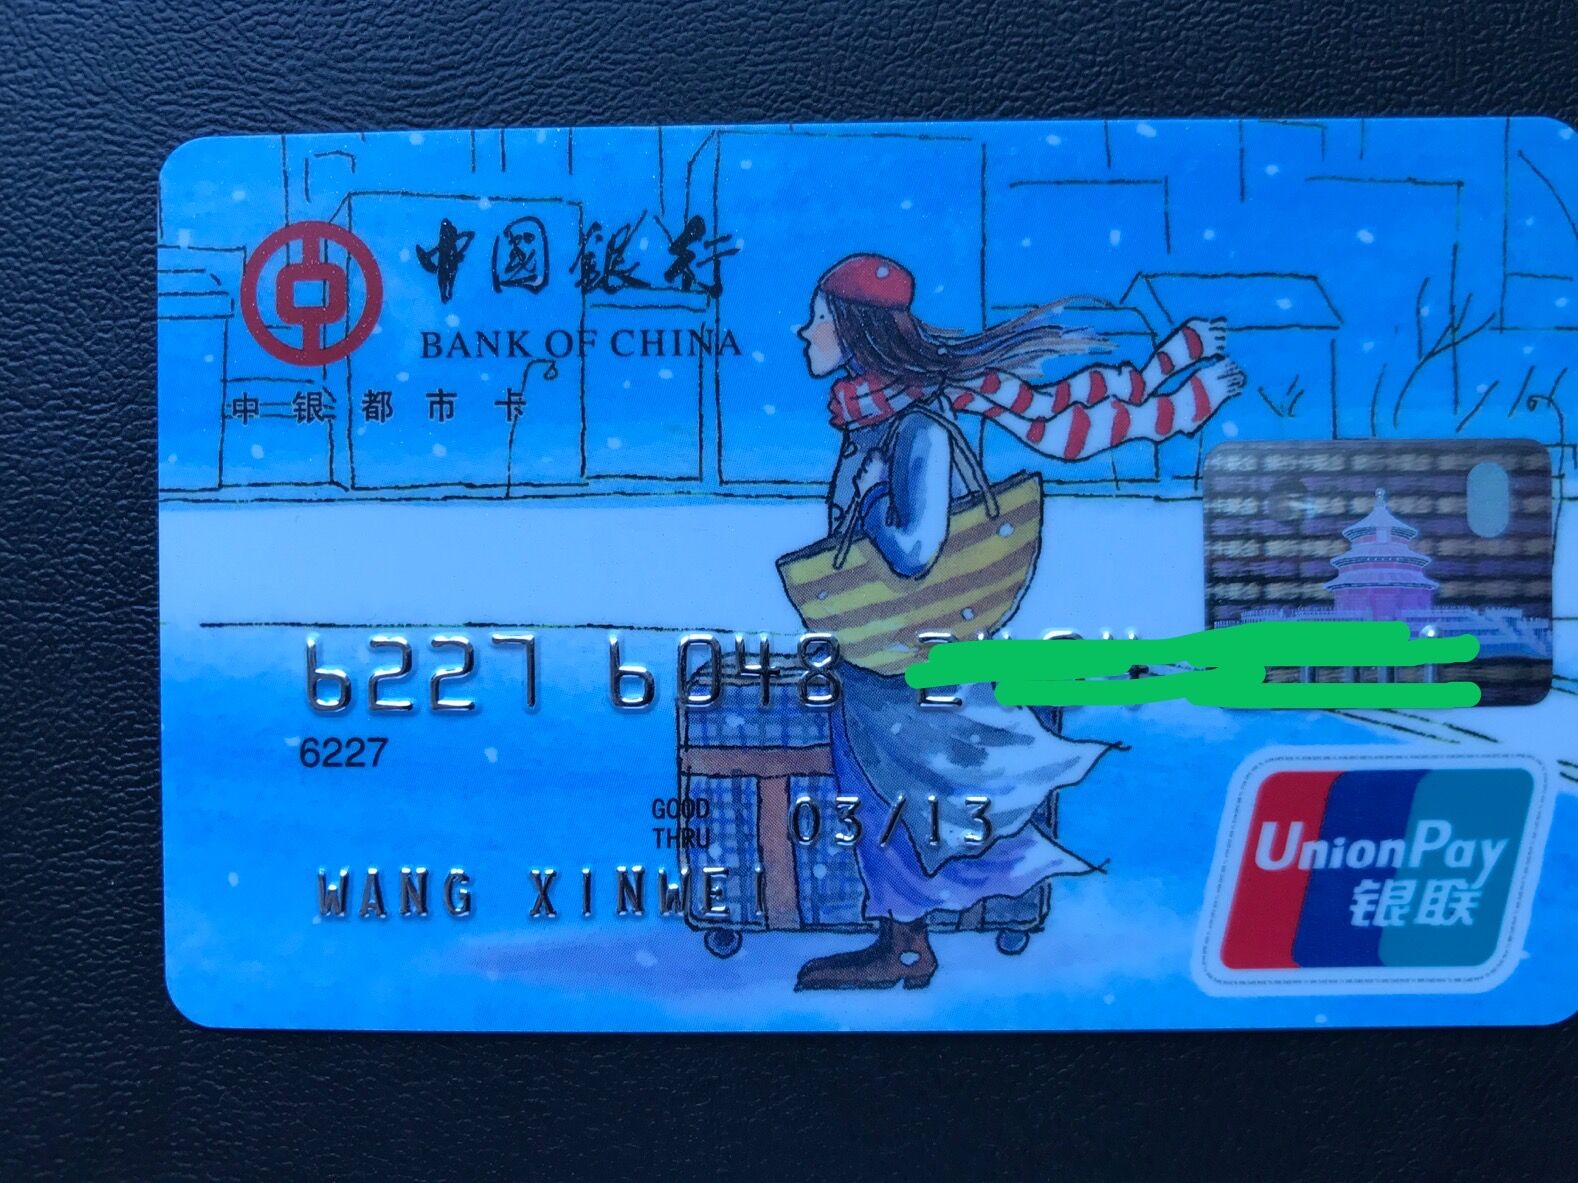 中国银行
BANK OF CHINA
中银都市卡
6227 6048
6227
GOOD THRU 03/13
WANG XINWEI
UnionPay
银联